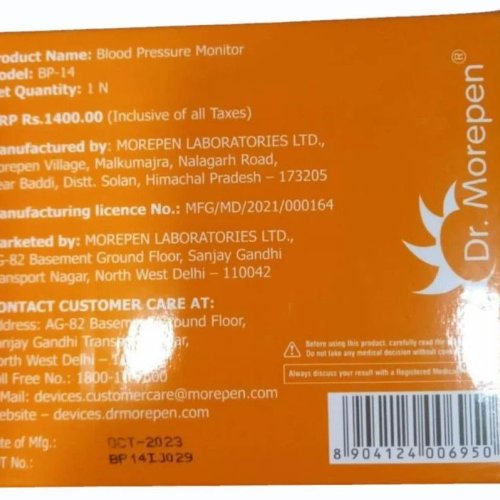 roduct Name: Blood Pressure Monitor
odel: BP-14
et Quantity: 1 N
RP Rs.1400.00 (Inclusive of all Taxes)
anufactured by: MOREPEN LABORATORIES LTD.,
orepen Village, Malkumajra, Nalagarh Road,
ear Baddi, Distt. Solan, Himachal Pradesh – 173205
anufacturing licence No.: MFG/MD/2021/000164
arketed by: MOREPEN LABORATORIES LTD.,
G-82 Basement Ground Floor, Sanjay Gandhi
ransport Nagar, North West Delhi – 110042
ONTACT CUSTOMER CARE AT:
ddress: AG-82 Basement Ground Floor,
anjay Gandhi
orth West Delhi –
oll Free No.: 1800-
Mail: devices.customercare@morepen.com
ebsite – devices.drmorepen.com
ate of Mfg.: OCT-2023
OT No.: BP14IJ029
Dr. Morepen®
Before using this product, carefully read the
Do not take any medical decision without
Always discuss your result with a Registered Medical
8 904124 006950